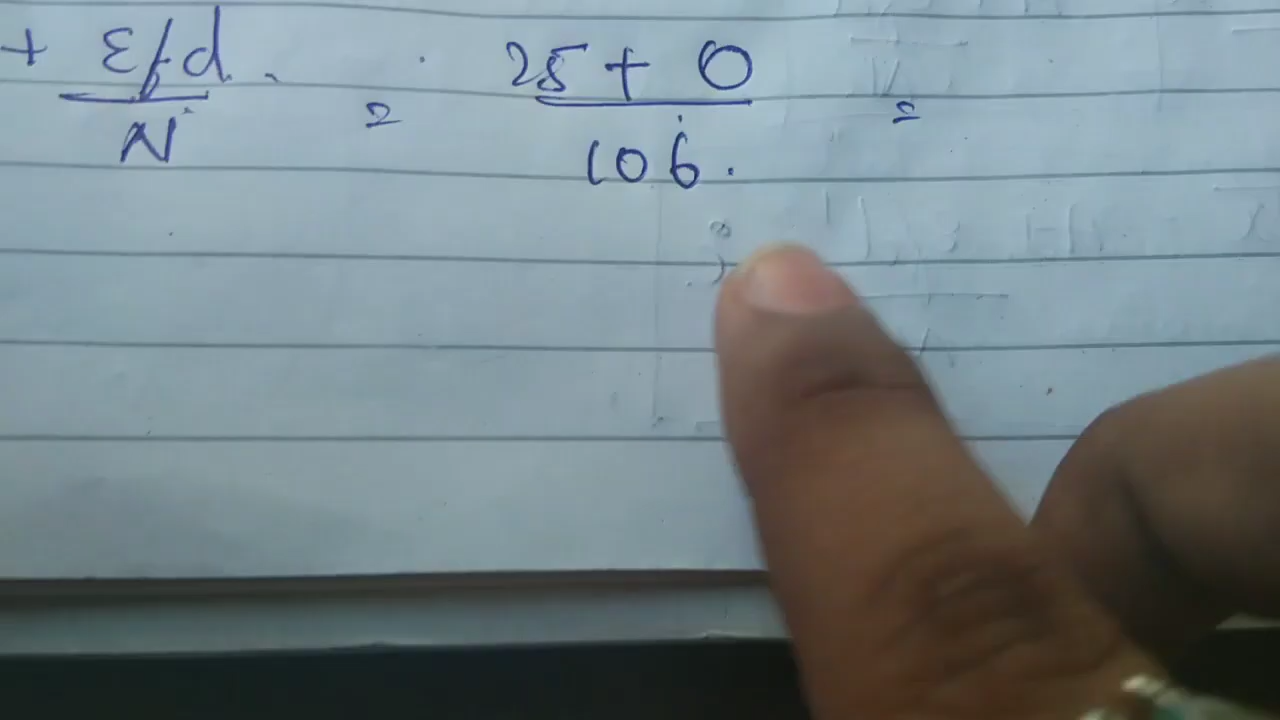 + Σfd = 25 + 0 =
N 106.